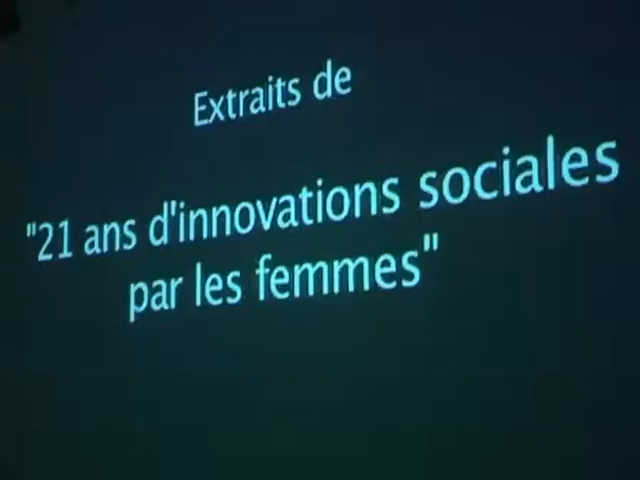 Extraits de
"21 ans d'innovations sociales
par les femmes"